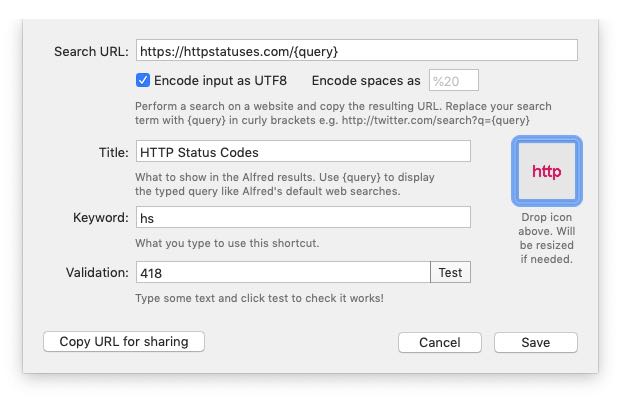 Search URL: https://httpstatuses.com/{query}
Encode input as UTF8 Encode spaces as %20
Perform a search on a website and copy the resulting URL. Replace your search
term with {query} in curly brackets e.g. http://twitter.com/search?q={query}
Title: HTTP Status Codes
What to show in the Alfred results. Use {query} to display
the typed query like Alfred's default web searches.
http
Drop icon
above. Will
be resized
if needed.
Keyword: hs
What you type to use this shortcut.
Validation: 418 Test
Type some text and click test to check it works!
Copy URL for sharing Cancel Save